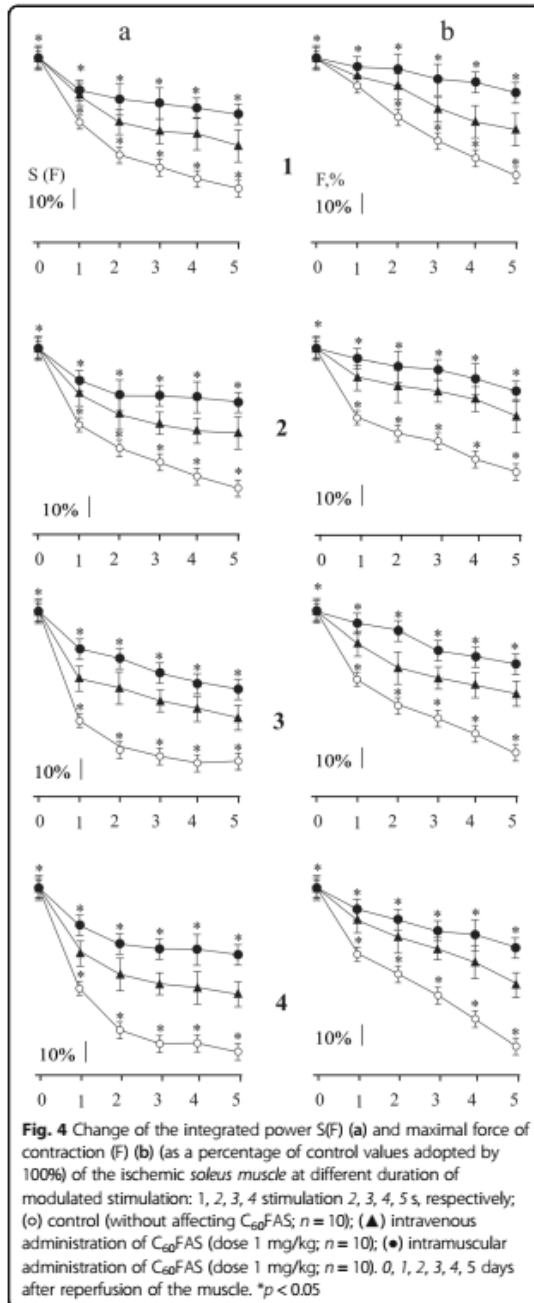 a b
* * * * * *
* * * * *
* * * * * *
* * * *
S (F)
10%
1
F,%
10%
0 1 2 3 4 5
0 1 2 3 4 5
* * * * * *
* * * * *
* * * * * *
* * * * *
10%
2
10%
0 1 2 3 4 5
0 1 2 3 4 5
* * * * * *
* * * * *
* * * * * *
* * * * *
10%
3
10%
0 1 2 3 4 5
0 1 2 3 4 5
* * * * * *
* * * * *
* * * * * *
* * * * *
10%
4
10%
0 1 2 3 4 5
0 1 2 3 4 5
Fig. 4 Change of the integrated power S(F) (a) and maximal force of
contraction (F) (b) (as a percentage of control values adopted by
100%) of the ischemic soleus muscle at different duration of
modulated stimulation: 1, 2, 3, 4 stimulation 2, 3, 4, 5 s, respectively;
(○) control (without affecting C₆₀FAS; n = 10); (▲) intravenous
administration of C₆₀FAS (dose 1 mg/kg; n = 10); (●) intramuscular
administration of C₆₀FAS (dose 1 mg/kg; n = 10). 0, 1, 2, 3, 4, 5 days
after reperfusion of the muscle. *p < 0.05